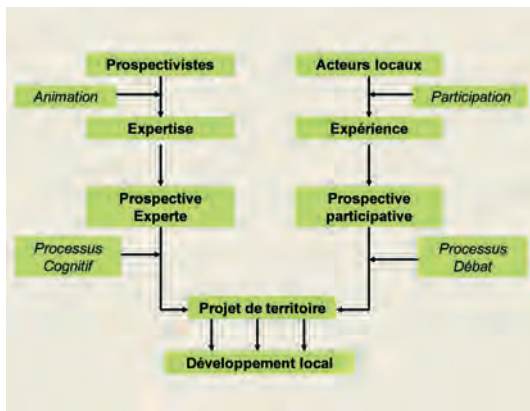 Prospectivistes
Acteurs locaux
Animation
Participation
Expertise
Expérience
Prospective
Experte
Prospective
participative
Processus
Cognitif
Processus
Débat
Projet de territoire
Développement local